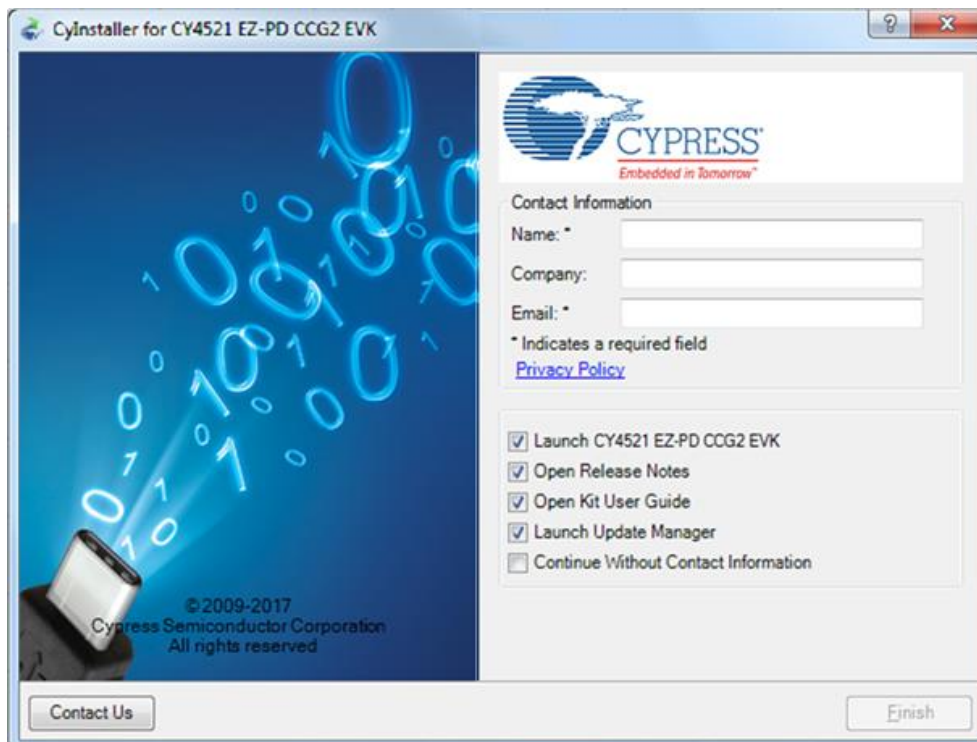 CyInstaller for CY4521 EZ-PD CCG2 EVK
CYPRESS
Embedded in Tomorrow™
Contact Information
Name: *
Company:
Email: *
* Indicates a required field
Privacy Policy
Launch CY4521 EZ-PD CCG2 EVK
Open Release Notes
Open Kit User Guide
Launch Update Manager
Continue Without Contact Information
© 2009-2017
Cypress Semiconductor Corporation
All rights reserved
Contact Us
Finish